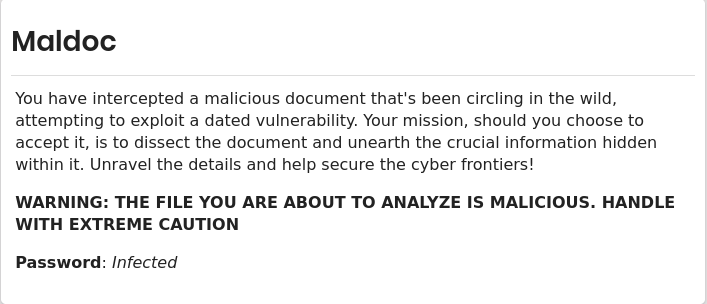 Maldoc
You have intercepted a malicious document that's been circling in the wild,
attempting to exploit a dated vulnerability. Your mission, should you choose to
accept it, is to dissect the document and unearth the crucial information hidden
within it. Unravel the details and help secure the cyber frontiers!
WARNING: THE FILE YOU ARE ABOUT TO ANALYZE IS MALICIOUS. HANDLE
WITH EXTREME CAUTION
Password: Infected